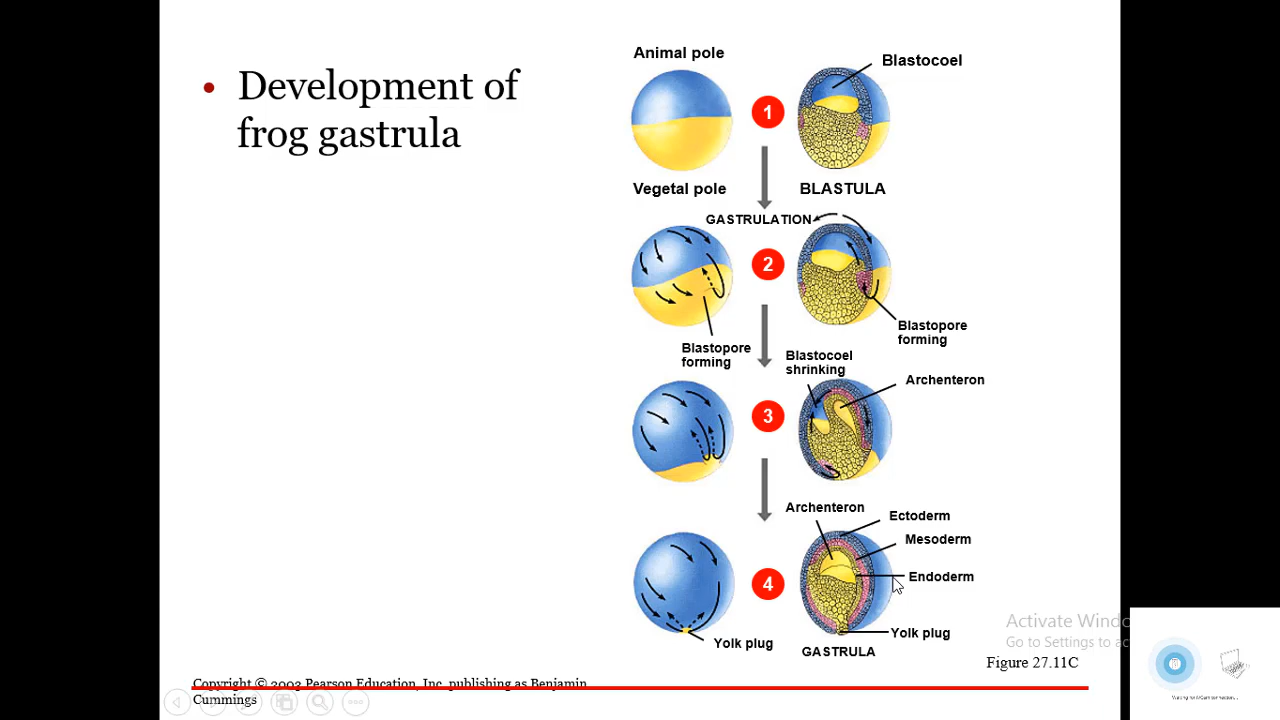 • Development of
frog gastrula
Animal pole
Blastocoel
1
Vegetal pole
BLASTULA
GASTRULATION
2
Blastopore
forming
Blastopore
forming
Blastocoel
shrinking
Archenteron
3
Archenteron
Ectoderm
Mesoderm
4
Endoderm
Yolk plug
Yolk plug
GASTRULA
Figure 27.11C
Activate Windo
Go to Settings to ac
Copyright © 2003 Pearson Education, Inc. publishing as Benjamin
Cummings